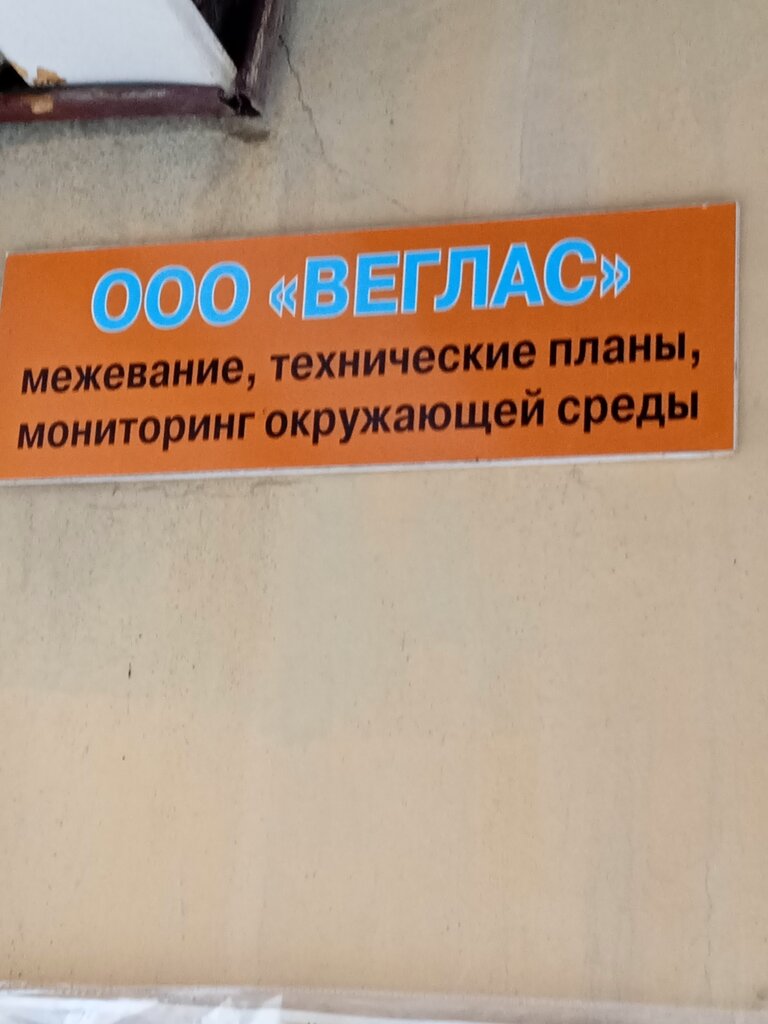 ООО «ВЕГЛАС»
межевание, технические планы,
мониторинг окружающей среды